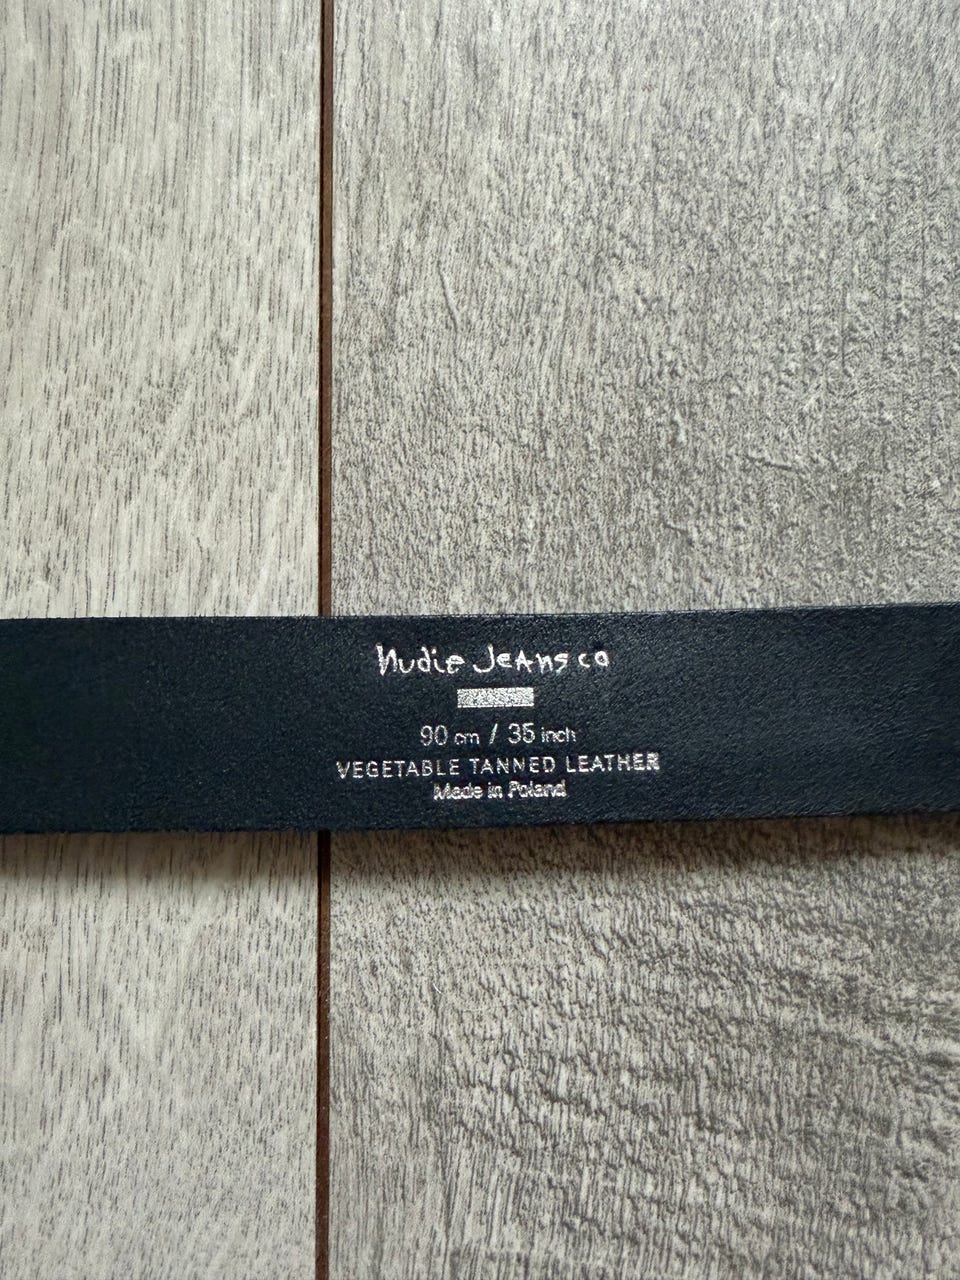 Nudie Jeans co
90 cm / 35 inch
VEGETABLE TANNED LEATHER
Made in Poland